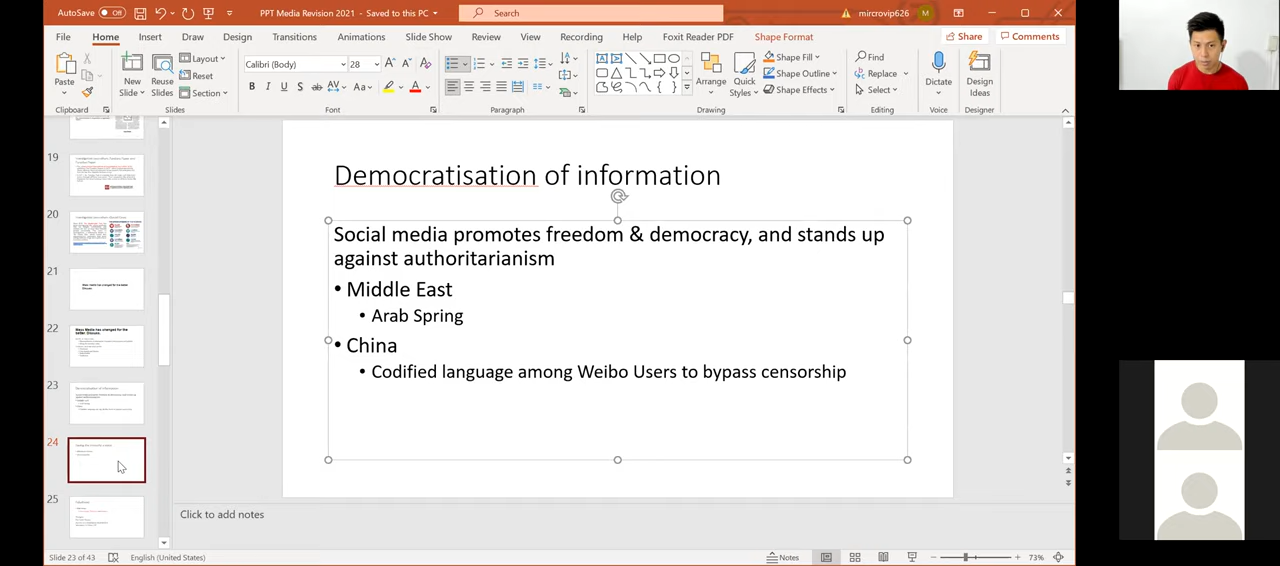 AutoSave Off PPT Media Revision 2021 - Saved to this PC Search mircrovip626 M
File Home Insert Draw Design Transitions Animations Slide Show Review View Recording Help Foxit Reader PDF Shape Format Share Comments
Paste New Slide Reuse Slides Layout Reset Section Calibri (Body) 28 Arrange Quick Styles Shape Fill Shape Outline Shape Effects Find Replace Select Dictate Design Ideas
Clipboard Slides Font Paragraph Drawing Editing Voice Designer
19
20
21
22
23
24
25
Democratisation of information
Social media promotes freedom & democracy, and stands up
against authoritarianism
• Middle East
• Arab Spring
• China
• Codified language among Weibo Users to bypass censorship
Click to add notes
Slide 23 of 43 English (United States) Notes 73%